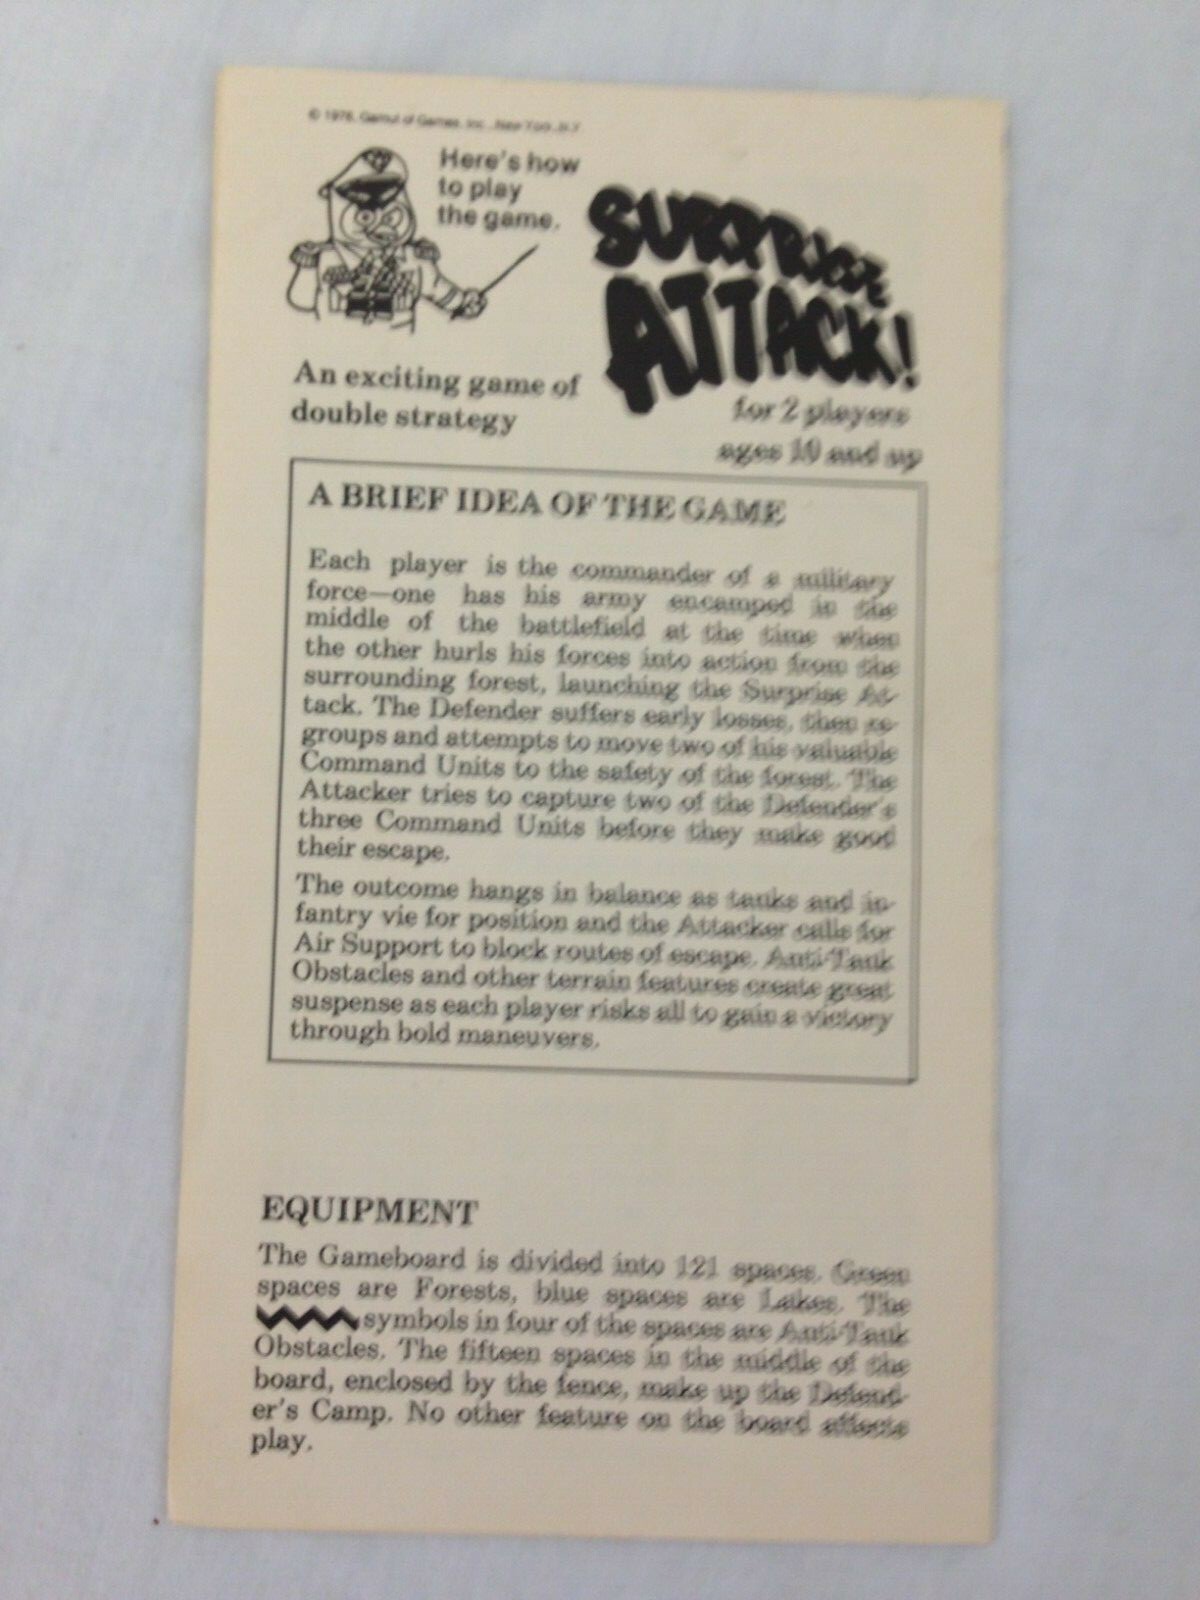 © 1976, Gamut of Games, Inc., New York, N.Y.
Here's how
to play
the game.
SURPRISE
ATTACK!
An exciting game of
double strategy
for 2 players
ages 10 and up
A BRIEF IDEA OF THE GAME
Each player is the commander of a military
force—one has his army encamped in the
middle of the battlefield at the time when
the other hurls his forces into action from the
surrounding forest, launching the Surprise At-
tack. The Defender suffers early losses, then re-
groups and attempts to move two of his valuable
Command Units to the safety of the forest. The
Attacker tries to capture two of the Defender's
three Command Units before they make good
their escape.
The outcome hangs in balance as tanks and in-
fantry vie for position and the Attacker calls for
Air Support to block routes of escape. Anti-Tank
Obstacles and other terrain features create great
suspense as each player risks all to gain a victory
through bold maneuvers.
EQUIPMENT
The Gameboard is divided into 121 spaces. Green
spaces are Forests, blue spaces are Lakes. The
symbols in four of the spaces are Anti-Tank
Obstacles. The fifteen spaces in the middle of the
board, enclosed by the fence, make up the Defend-
er's Camp. No other feature on the board affects
play.